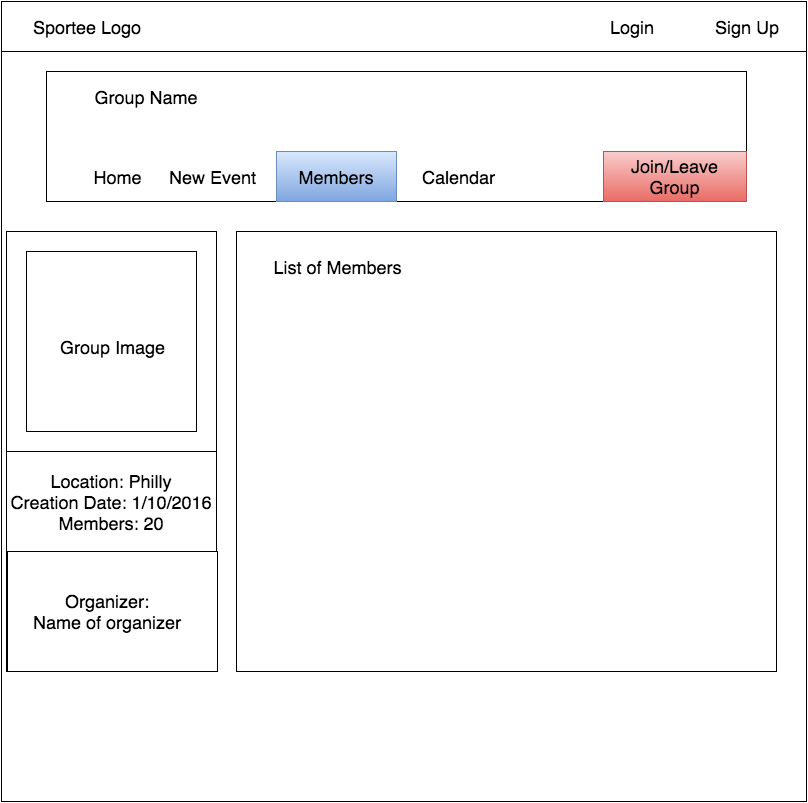 Sportee Logo
Login
Sign Up
Group Name
Home
New Event
Members
Calendar
Join/Leave
Group
Group Image
Location: Philly
Creation Date: 1/10/2016
Members: 20
Organizer:
Name of organizer
List of Members